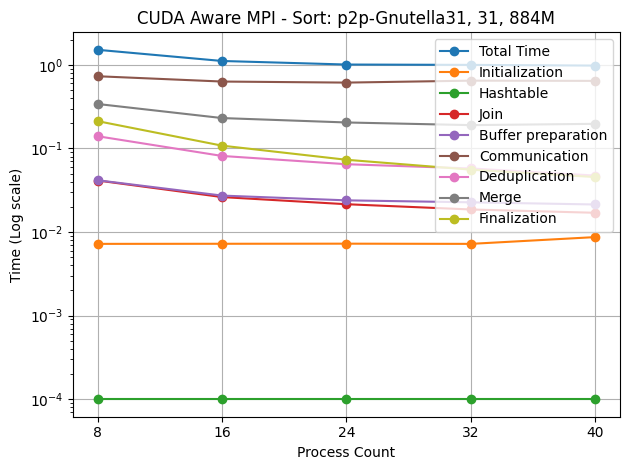 CUDA Aware MPI - Sort: p2p-Gnutella31, 31, 884M
Time (Log scale)
10^0
10^-1
10^-2
10^-3
10^-4
Total Time
Initialization
Hashtable
Join
Buffer preparation
Communication
Deduplication
Merge
Finalization
8 16 24 32 40
Process Count